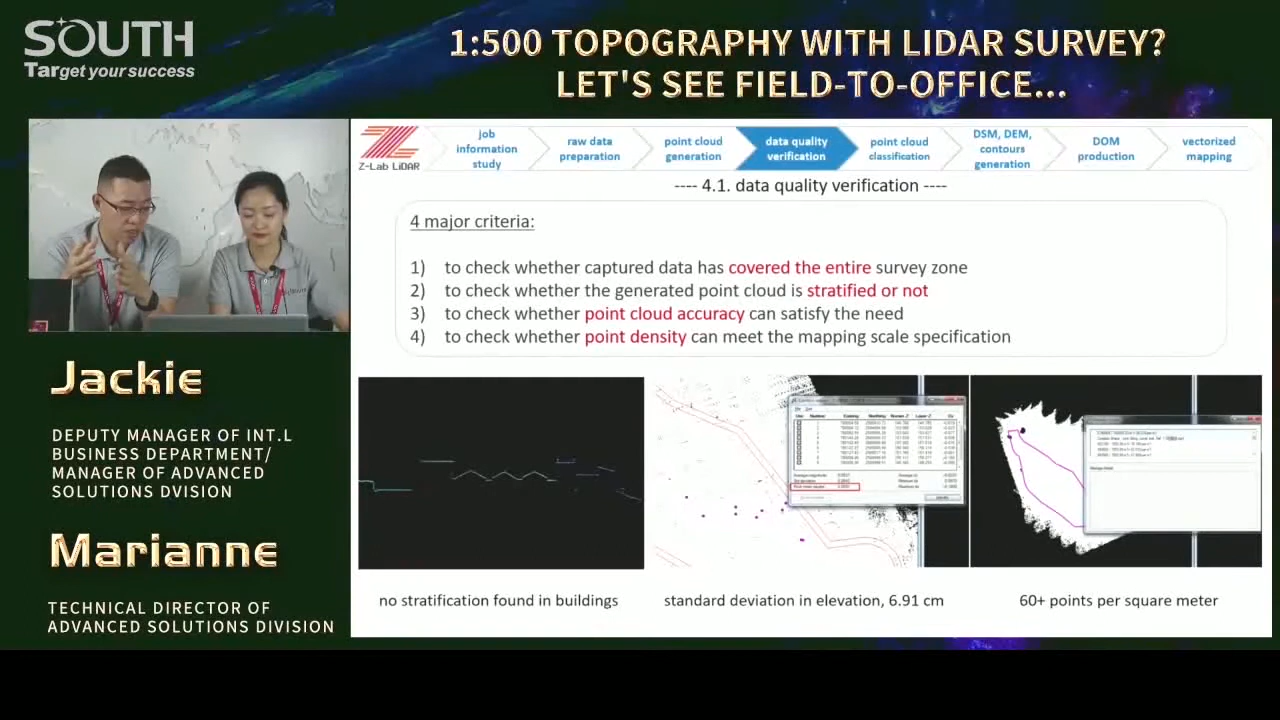 SOUTH
Target your success
1:500 TOPOGRAPHY WITH LIDAR SURVEY?
LET'S SEE FIELD-TO-OFFICE...
Z-Lab LiDAR
job
information
study
raw data
preparation
point cloud
generation
data quality
verification
point cloud
classification
DSM, DEM,
contours
generation
DOM
production
vectorized
mapping
---- 4.1. data quality verification ----
4 major criteria:
1) to check whether captured data has covered the entire survey zone
2) to check whether the generated point cloud is stratified or not
3) to check whether point cloud accuracy can satisfy the need
4) to check whether point density can meet the mapping scale specification
no stratification found in buildings
standard deviation in elevation, 6.91 cm
60+ points per square meter
Jackie
DEPUTY MANAGER OF INT.L
BUSINESS DEPARTMENT/
MANAGER OF ADVANCED
SOLUTIONS DVISION
Marianne
TECHNICAL DIRECTOR OF
ADVANCED SOLUTIONS DIVISION